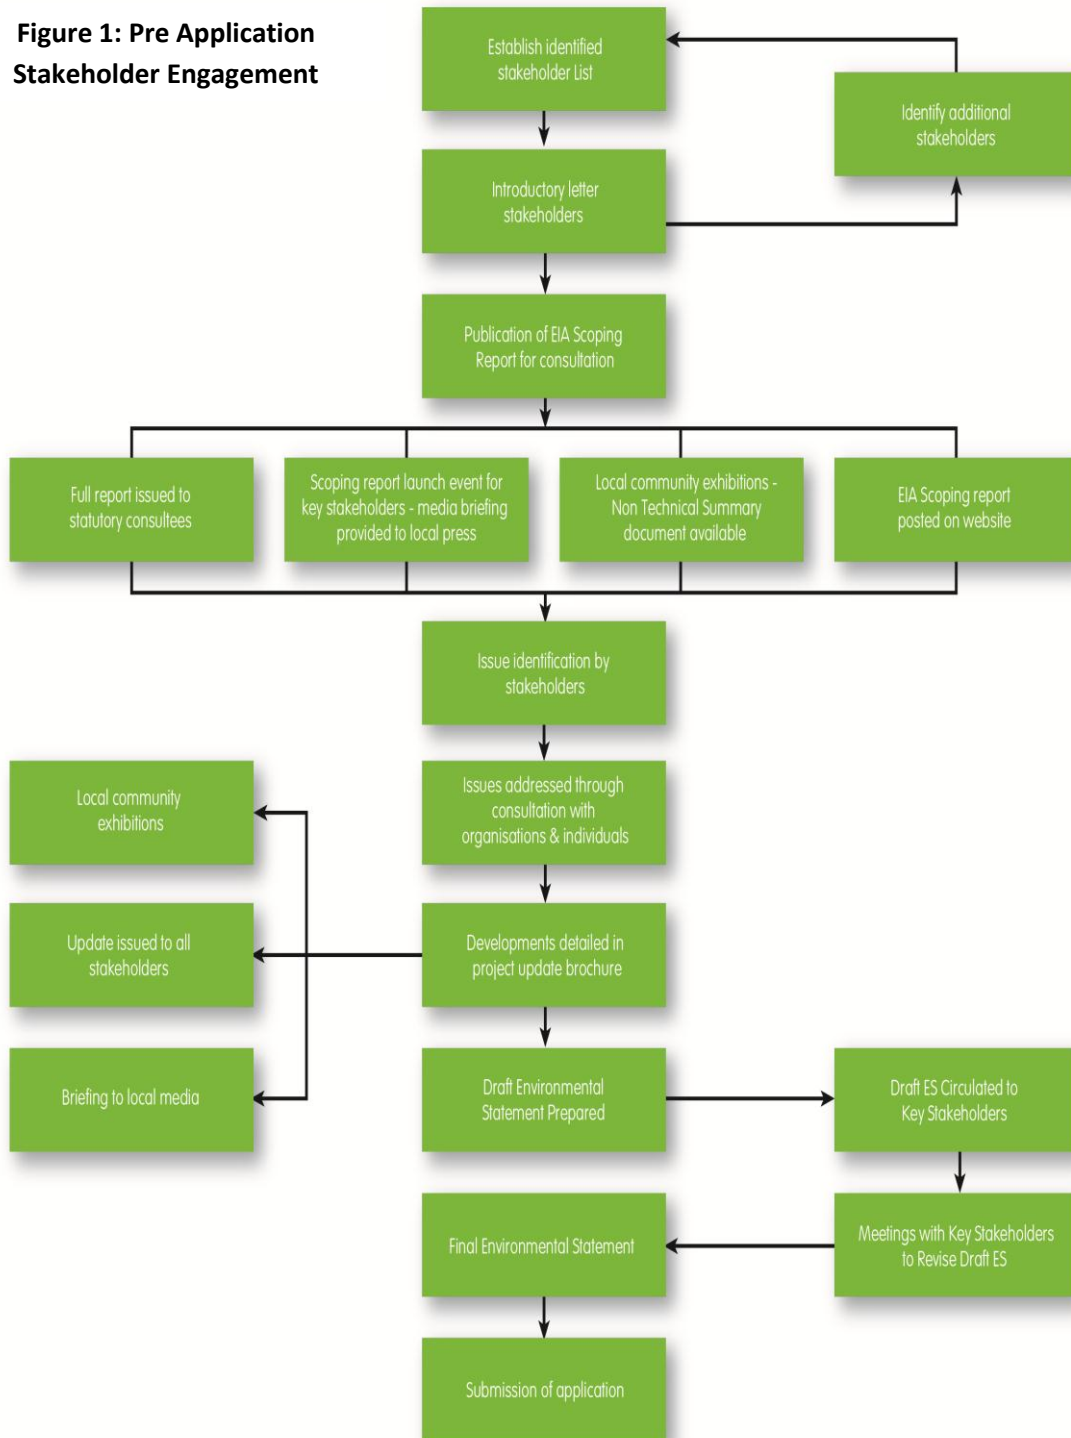 Figure 1: Pre Application
Stakeholder Engagement
Establish identified
stakeholder List
Identify additional
stakeholders
Introductory letter
stakeholders
Publication of EIA Scoping
Report for consultation
Full report issued to
statutory consultees
Scoping report launch event for
key stakeholders - media briefing
provided to local press
Local community exhibitions -
Non Technical Summary
document available
EIA Scoping report
posted on website
Issue identification by
stakeholders
Issues addressed through
consultation with
organisations & individuals
Local community
exhibitions
Update issued to all
stakeholders
Developments detailed in
project update brochure
Briefing to local media
Draft Environmental
Statement Prepared
Draft ES Circulated to
Key Stakeholders
Final Environmental Statement
Meetings with Key Stakeholders
to Revise Draft ES
Submission of application